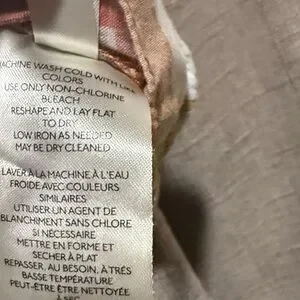 MACHINE WASH COLD WITH LIKE
COLORS
USE ONLY NON-CHLORINE
BLEACH
RESHAPE AND LAY FLAT
TO DRY
LOW IRON AS NEEDED
MAY BE DRY CLEANED
LAVER À LA MACHINE À L'EAU
FROIDE AVEC COULEURS
SIMILAIRES
UTILISER UN AGENT DE
BLANCHIMENT SANS CHLORE
SI NÉCESSAIRE
METTRE EN FORME ET
SÉCHER À PLAT
REPASSER, AU BESOIN, À TRÈS
BASSE TEMPÉRATURE
PEUT-ÊTRE ÊTRE NETTOYÉE
À SEC